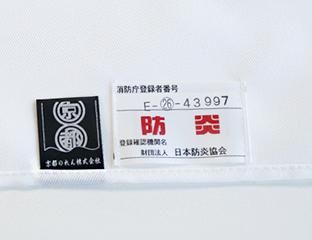 京都
京都のれん株式会社
消防庁登録者番号
E-㉖-43997
防炎
登録確認機関名
財団法人 日本防炎協会